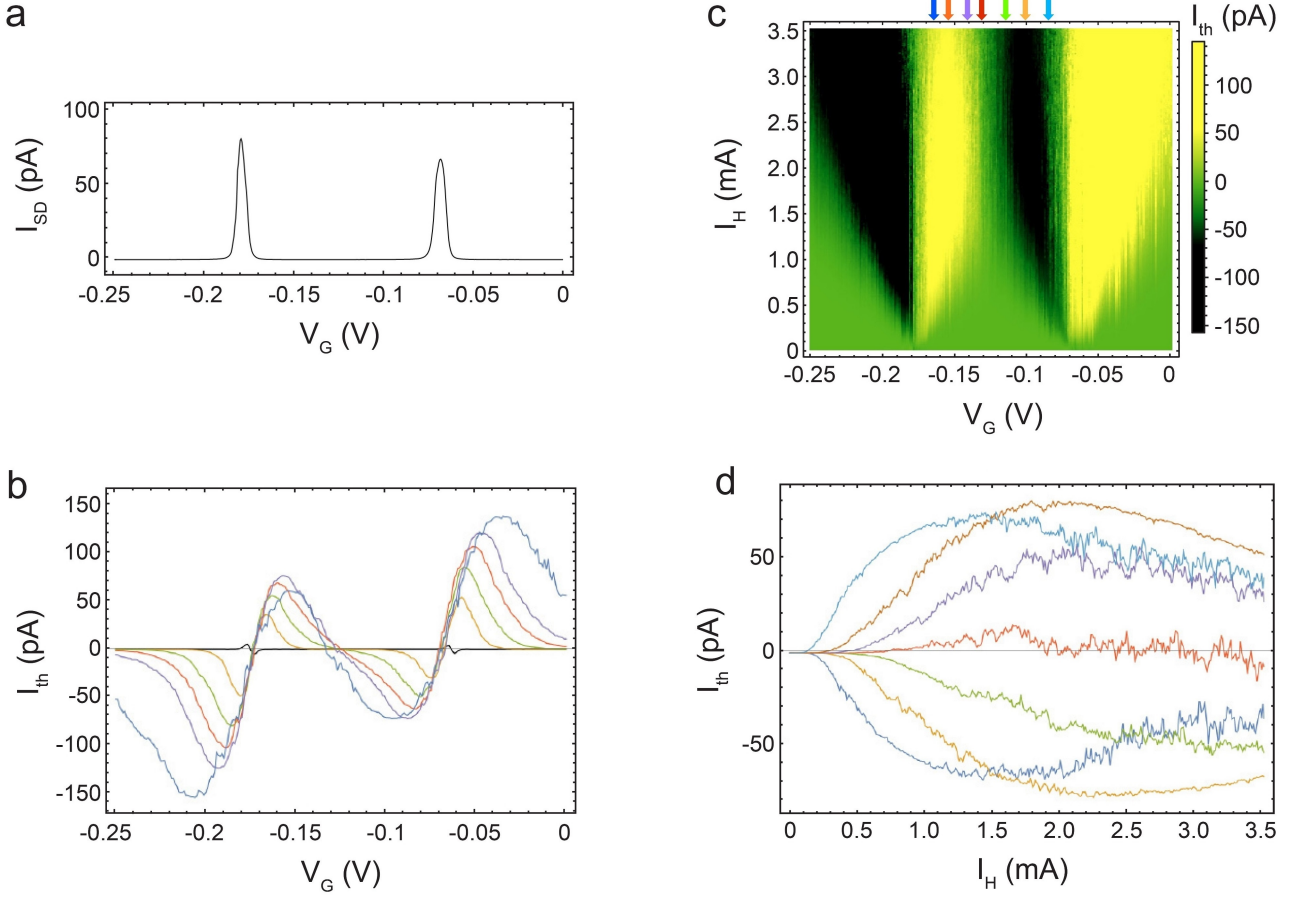 a
100
50
0
I_SD (pA)
-0.25 -0.2 -0.15 -0.1 -0.05 0
V_G (V)
c
I_th (pA)
3.5
3.0
2.5
2.0
1.5
1.0
0.5
0
I_H (mA)
100
50
0
-50
-100
-150
-0.25 -0.2 -0.15 -0.1 -0.05 0
V_G (V)
b
150
100
50
0
-50
-100
-150
I_th (pA)
-0.25 -0.2 -0.15 -0.1 -0.05 0
V_G (V)
d
50
0
-50
I_th (pA)
0 0.5 1.0 1.5 2.0 2.5 3.0 3.5
I_H (mA)